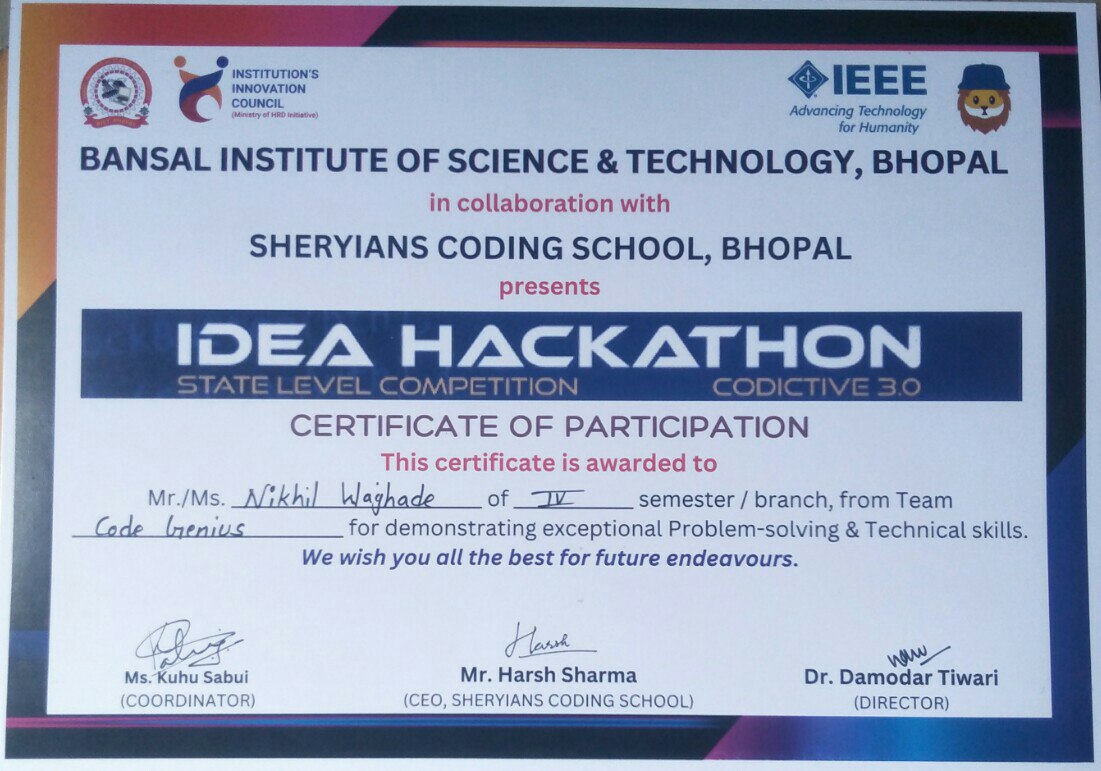 INSTITUTION'S
INNOVATION
COUNCIL
(Ministry of HRD Initiative)
IEEE
Advancing Technology
for Humanity
BANSAL INSTITUTE OF SCIENCE & TECHNOLOGY, BHOPAL
in collaboration with
SHERYIANS CODING SCHOOL, BHOPAL
presents
IDEA HACKATHON
STATE LEVEL COMPETITION CODICTIVE 3.0
CERTIFICATE OF PARTICIPATION
This certificate is awarded to
Mr./Ms. Nikhil Waghade of IV semester / branch, from Team
Code Genius for demonstrating exceptional Problem-solving & Technical skills.
We wish you all the best for future endeavours.
Harsh
Ms. Kuhu Sabui Mr. Harsh Sharma Dr. Damodar Tiwari
(COORDINATOR) (CEO, SHERYIANS CODING SCHOOL) (DIRECTOR)